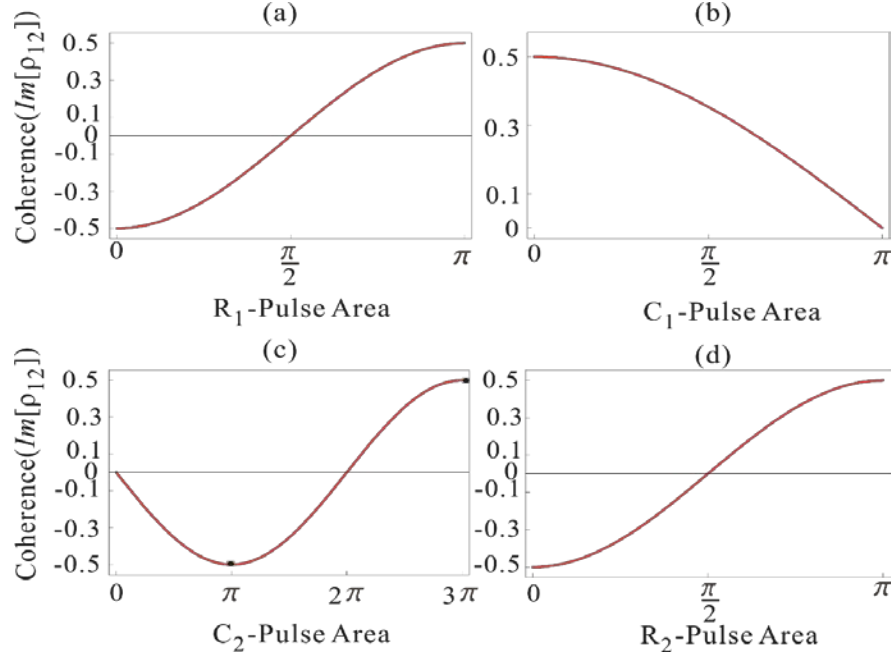 (a)
Coherence(Im[ρ12])
0.5
0.3
0.1
0
-0.1
-0.3
-0.5
0
π/2
π
R1-Pulse Area
(b)
0.5
0.3
0.1
0
0
π/2
π
C1-Pulse Area
(c)
Coherence(Im[ρ12])
0.5
0.3
0.1
0
-0.1
-0.3
-0.5
0
π
2π
3π
C2-Pulse Area
(d)
0.5
0.3
0.1
0
-0.1
-0.3
-0.5
0
π/2
π
R2-Pulse Area